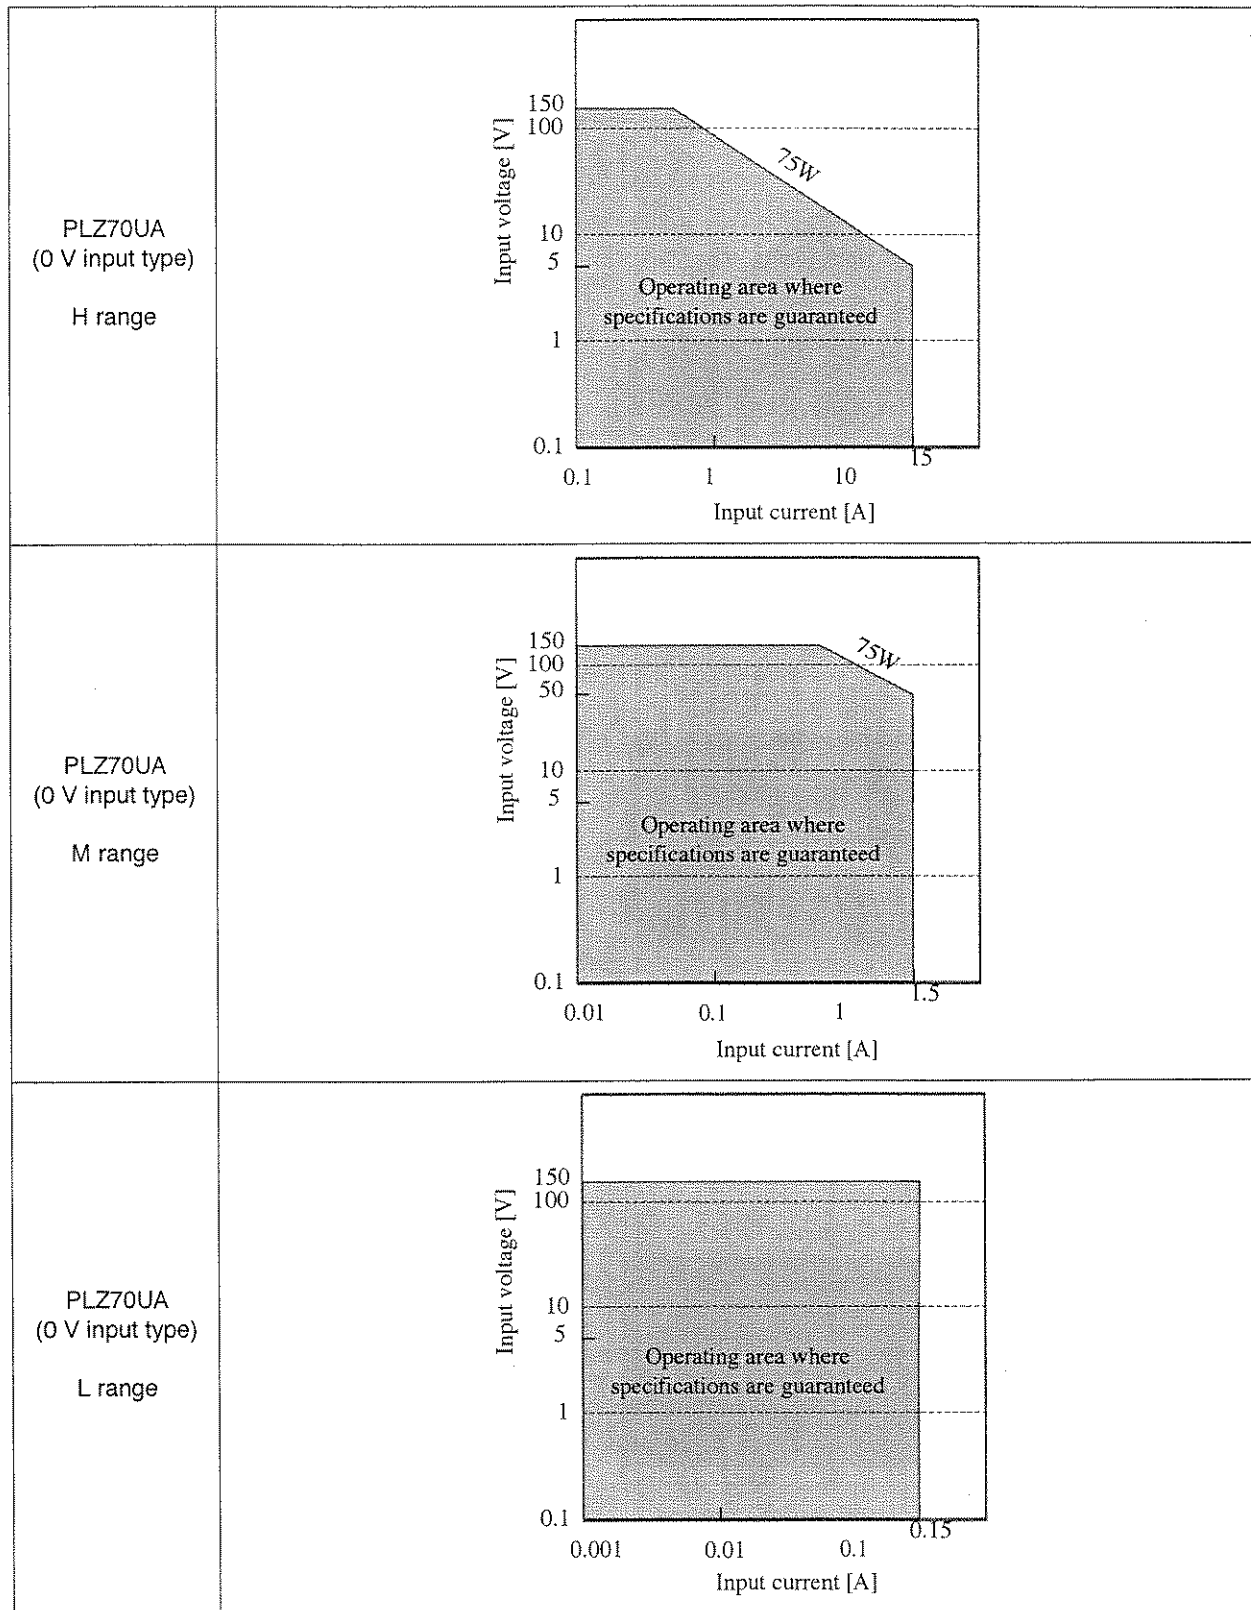 PLZ70UA
(0 V input type)
H range
Input voltage [V]
150
100
10
5
1
0.1
75W
Operating area where
specifications are guaranteed
0.1
1
10
15
Input current [A]
PLZ70UA
(0 V input type)
M range
Input voltage [V]
150
100
50
10
5
1
0.1
75W
Operating area where
specifications are guaranteed
0.01
0.1
1
1.5
Input current [A]
PLZ70UA
(0 V input type)
L range
Input voltage [V]
150
100
10
5
1
0.1
Operating area where
specifications are guaranteed
0.001
0.01
0.1
0.15
Input current [A]